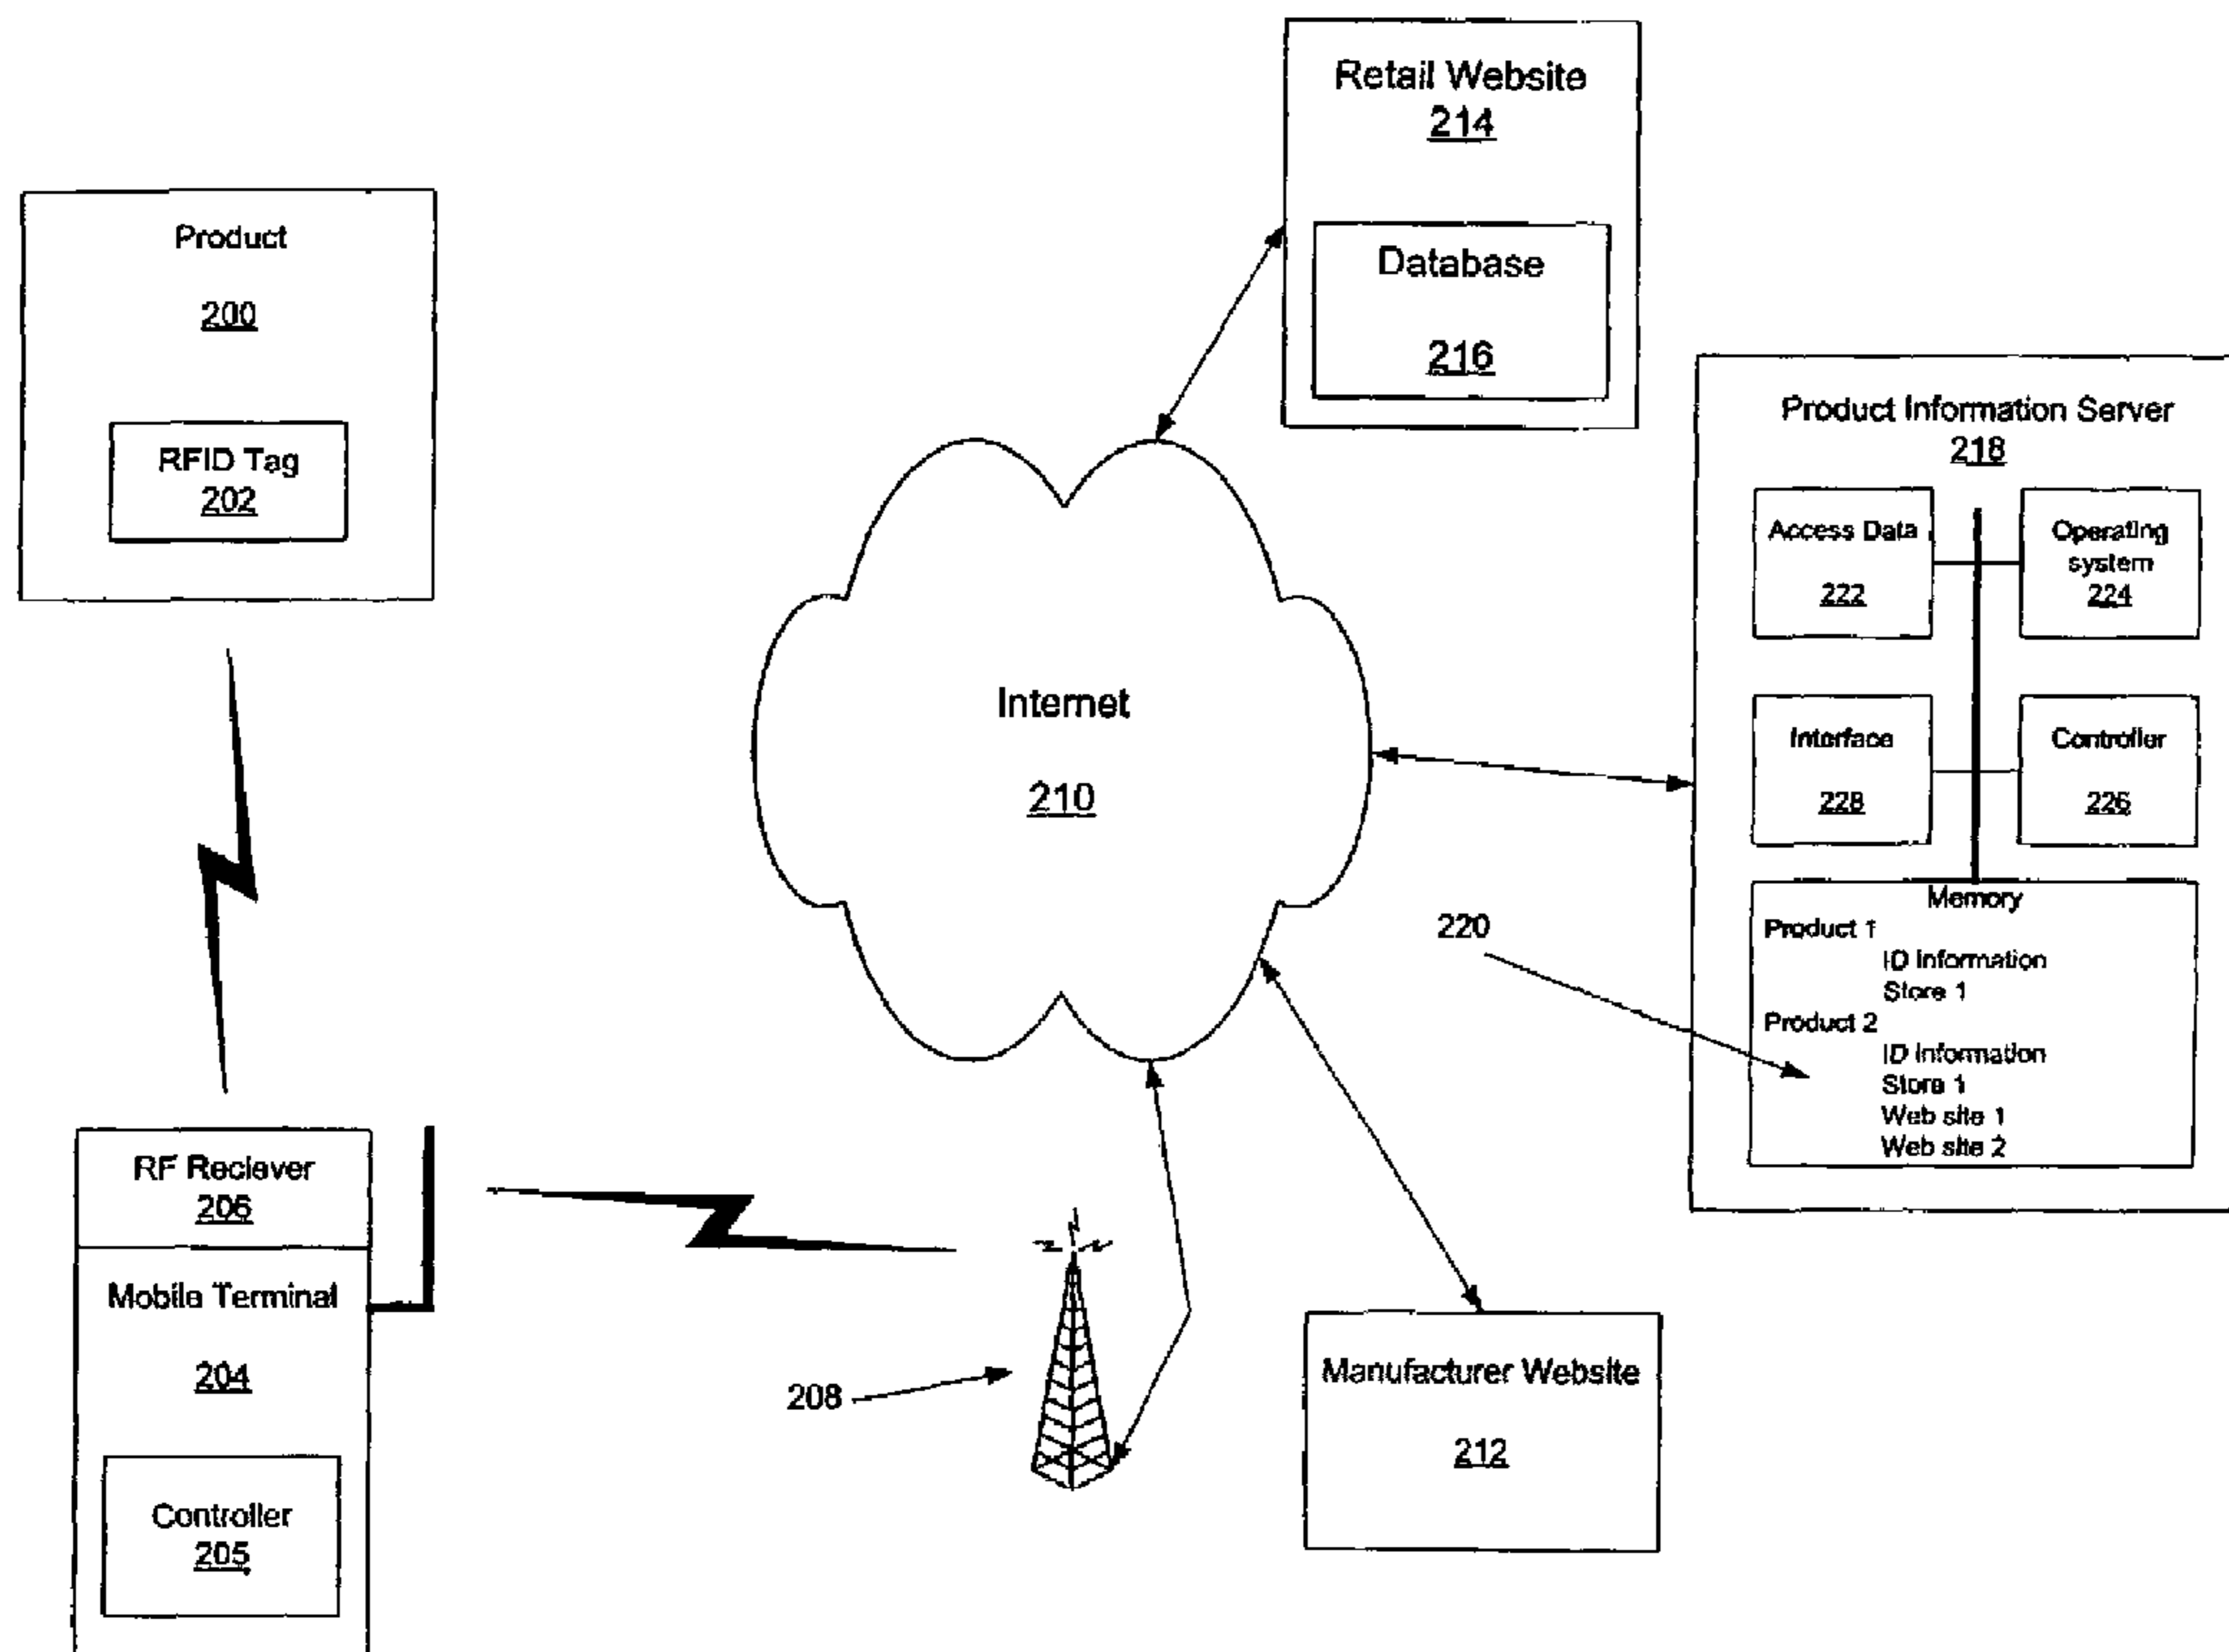 Retail Website
214
Database
216
Product
200
RFID Tag
202
Product Information Server
218
Access Data
222
Operating
system
224
Interface
228
Controller
226
Memory
Product 1
ID Information
Store 1
Product 2
ID Information
Store 1
Web site 1
Web site 2
220
Internet
210
RF Reciever
206
Mobile Terminal
204
Controller
205
208
Manufacturer Website
212